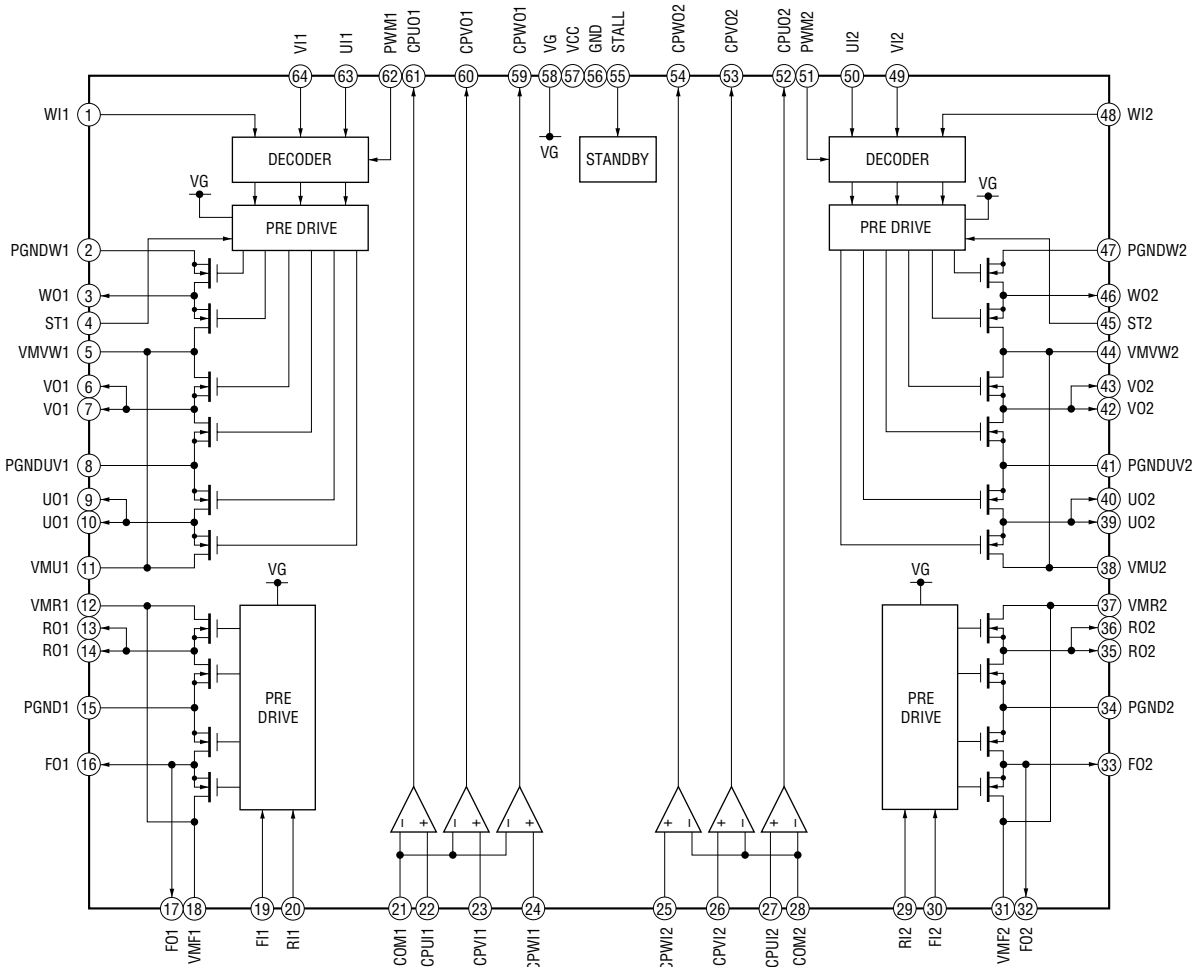 VI1
UI1
PWM1
CPUO1
CPVO1
CPWO1
VG
VCC
GND
STALL
CPWO2
CPVO2
CPUO2
PWM2
UI2
VI2
64
63
62
61
60
59
58
57
56
55
54
53
52
51
50
49
WI1 1
48 WI2
VG
DECODER
STANDBY
DECODER
VG
VG
PRE DRIVE
PRE DRIVE
PGNDW1 2
47 PGNDW2
WO1 3
46 WO2
ST1 4
45 ST2
VMVW1 5
44 VMVW2
VO1 6
43 VO2
VO1 7
42 VO2
PGNDUV1 8
41 PGNDUV2
UO1 9
40 UO2
UO1 10
39 UO2
VMU1 11
38 VMU2
VG
VG
VMR1 12
37 VMR2
RO1 13
36 RO2
RO1 14
35 RO2
PRE
DRIVE
PRE
DRIVE
PGND1 15
34 PGND2
FO1 16
33 FO2
– +
– +
– +
+ –
+ –
+ –
17
18
19
20
21
22
23
24
25
26
27
28
29
30
31
32
FO1
VMF1
FI1
RI1
COM1
CPUI1
CPVI1
CPWI1
CPWI2
CPVI2
CPUI2
COM2
RI2
FI2
VMF2
FO2